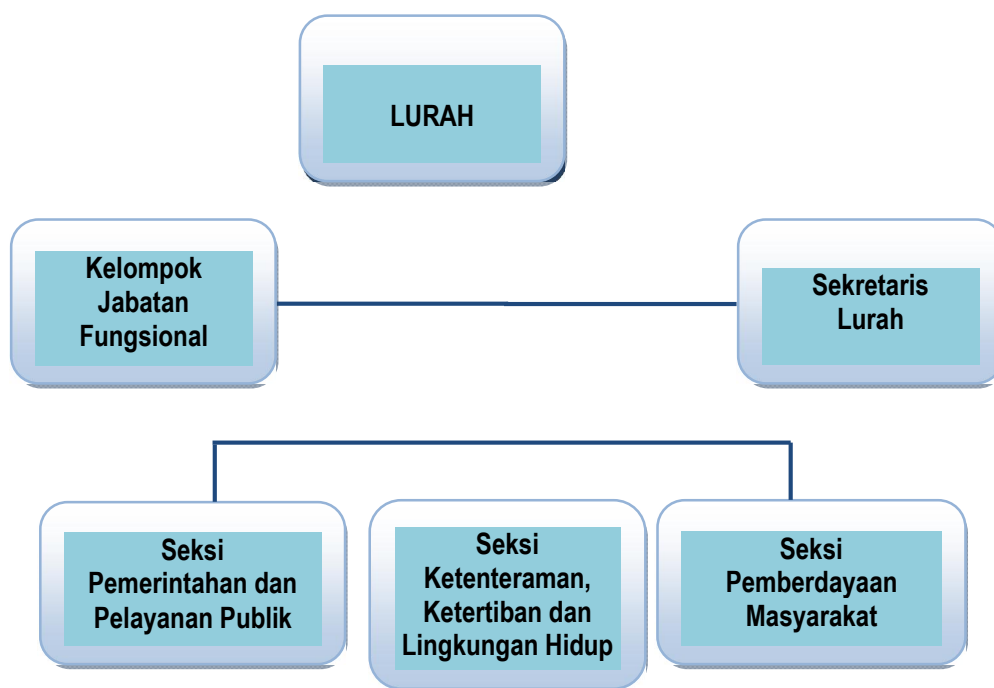 LURAH
Kelompok
Jabatan
Fungsional
Sekretaris
Lurah
Seksi
Pemerintahan dan
Pelayanan Publik
Seksi
Ketenteraman,
Ketertiban dan
Lingkungan Hidup
Seksi
Pemberdayaan
Masyarakat